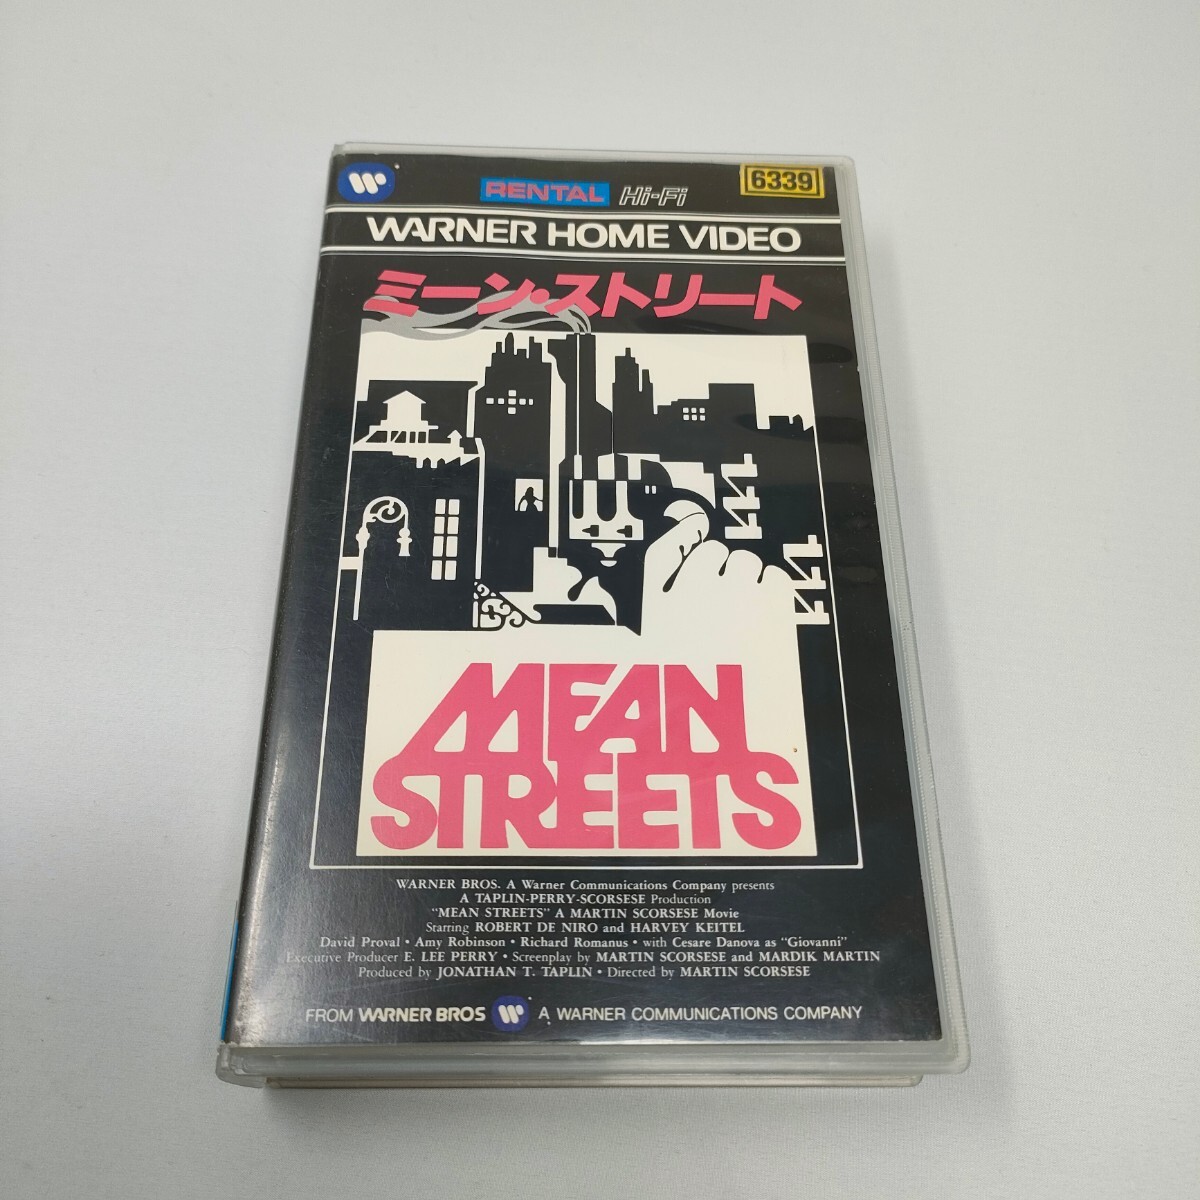 RENTAL Hi-Fi 6339
WARNER HOME VIDEO
ミーン・ストリート
MEAN
STREETS
WARNER BROS. A Warner Communications Company presents
A TAPLIN-PERRY-SCORSESE Production
"MEAN STREETS" A MARTIN SCORSESE Movie
Starring ROBERT DE NIRO and HARVEY KEITEL
David Proval • Amy Robinson • Richard Romanus • with Cesare Danova as "Giovanni"
Executive Producer E. LEE PERRY • Screenplay by MARTIN SCORSESE and MARDIK MARTIN
Produced by JONATHAN T. TAPLIN • Directed by MARTIN SCORSESE
FROM WARNER BROS A WARNER COMMUNICATIONS COMPANY